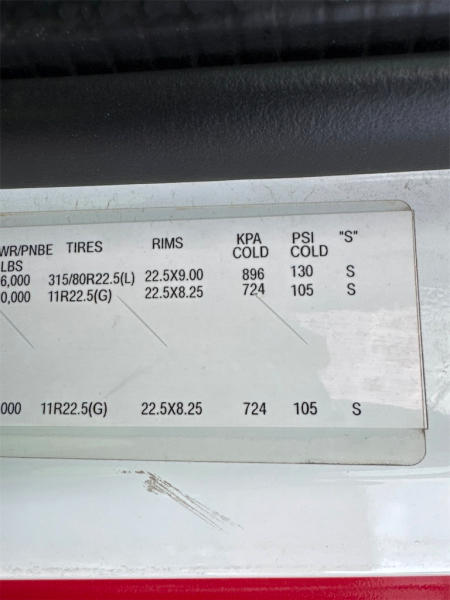 WR/PNBE TIRES RIMS KPA COLD PSI COLD "S"
LBS
6,000 315/80R22.5(L) 22.5X9.00 896 130 S
0,000 11R22.5(G) 22.5X8.25 724 105 S
000 11R22.5(G) 22.5X8.25 724 105 S